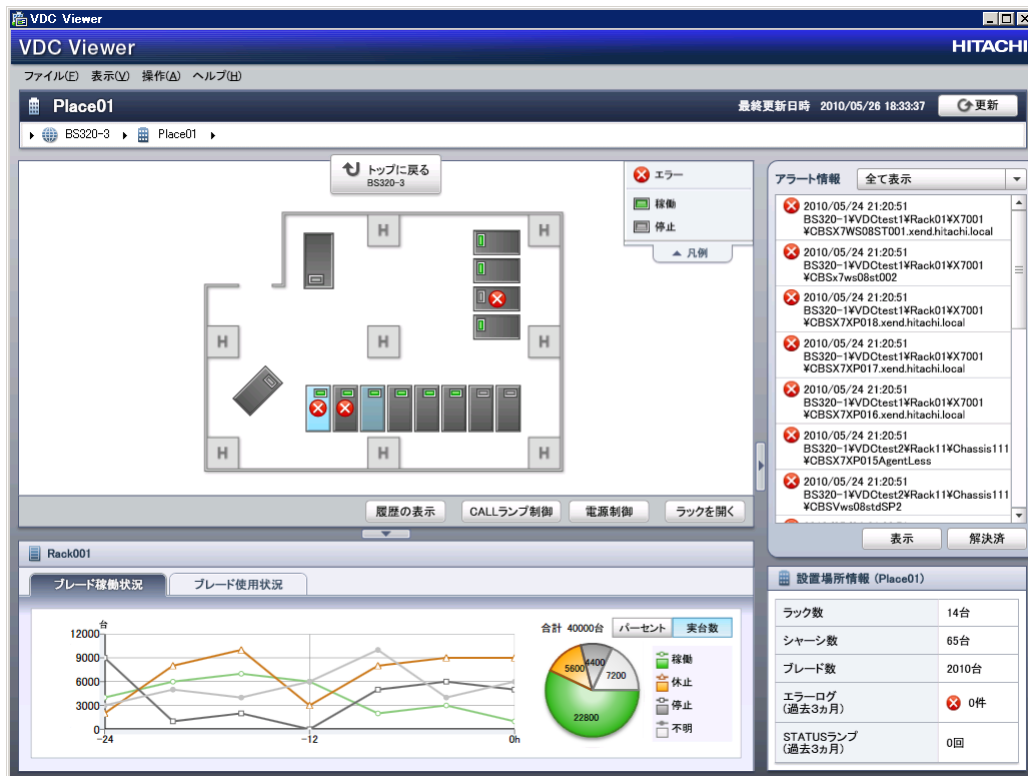 VDC Viewer
VDC Viewer
HITACHI
ファイル(F) 表示(V) 操作(A) ヘルプ(H)
Place01
最終更新日時 2010/05/26 18:33:37
更新
BS320-3 Place01
トップに戻る
BS320-3
エラー
稼働
停止
凡例
H
H
H
H
H
H
H
H
履歴の表示
CALLランプ制御
電源制御
ラックを開く
アラート情報
全て表示
2010/05/24 21:20:51
BS320-1¥VDCtest1¥Rack01¥X7001
¥CBSX7WS08ST001.xend.hitachi.local
2010/05/24 21:20:51
BS320-1¥VDCtest1¥Rack01¥X7001
¥CBSx7ws08st002
2010/05/24 21:20:51
BS320-1¥VDCtest1¥Rack01¥X7001
¥CBSX7XP018.xend.hitachi.local
2010/05/24 21:20:51
BS320-1¥VDCtest1¥Rack01¥X7001
¥CBSX7XP017.xend.hitachi.local
2010/05/24 21:20:51
BS320-1¥VDCtest1¥Rack01¥X7001
¥CBSX7XP016.xend.hitachi.local
2010/05/24 21:20:51
BS320-1¥VDCtest2¥Rack11¥Chassis111
¥CBSX7XP015AgentLess
2010/05/24 21:20:51
BS320-1¥VDCtest2¥Rack11¥Chassis111
¥CBSVws08stdSP2
表示
解決済
Rack001
ブレード稼働状況
ブレード使用状況
台
12000
9000
6000
3000
0
-24
-12
0h
合計 40000台
パーセント
実台数
5600
4400
7200
22800
稼働
休止
停止
不明
設置場所情報 (Place01)
ラック数 14台
シャーシ数 65台
ブレード数 2010台
エラーログ
(過去3ヵ月)
0件
STATUSランプ
(過去3ヵ月)
0回